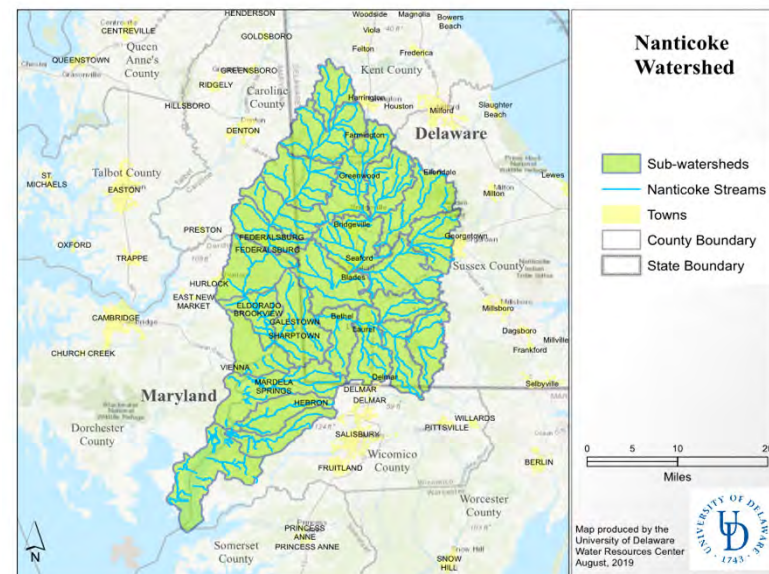 HENDERSON
Woodside
Magnolia
Bowers
Beach
CENTREVILLE
GOLDSBORO
Viola
Felton
Frederica
Queen
Anne's
County
QUEENSTOWN
GREENSBORO
RIDGELY
Kent County
Caroline
County
Harrington
Houston
Milford
Slaughter
Beach
HILLSBORO
DENTON
Farmington
Delaware
Talbot County
ST
MICHAELS
EASTON
Greenwood
Ellendale
Milton
Lewes
PRESTON
Bridgeville
Georgetown
OXFORD
FEDERALSBURG
FEDERALSBURG
TRAPPE
Seaford
Sussex County
Blades
HURLOCK
EAST NEW
MARKET
ELDORADO
BROOKVIEW
GALESTOWN
SHARPTOWN
Bethel
Laurel
Millsboro
CAMBRIDGE
Dagsboro
Millville
Frankford
CHURCH CREEK
VIENNA
Delmar
Selbyville
MARDELA
SPRINGS
DELMAR
DELMAR
Maryland
HEBRON
WILLARDS
PITTSVILLE
Dorchester
County
SALISBURY
Wicomico
County
FRUITLAND
BERLIN
Worcester
County
PRINCESS
ANNE
PRINCESS ANNE
Somerset
County
SNOW
HILL
N
Nanticoke
Watershed
Sub-watersheds
Nanticoke Streams
Towns
County Boundary
State Boundary
0 5 10 20
Miles
Map produced by the
University of Delaware
Water Resources Center
August, 2019
UNIVERSITY OF DELAWARE
UD
1743